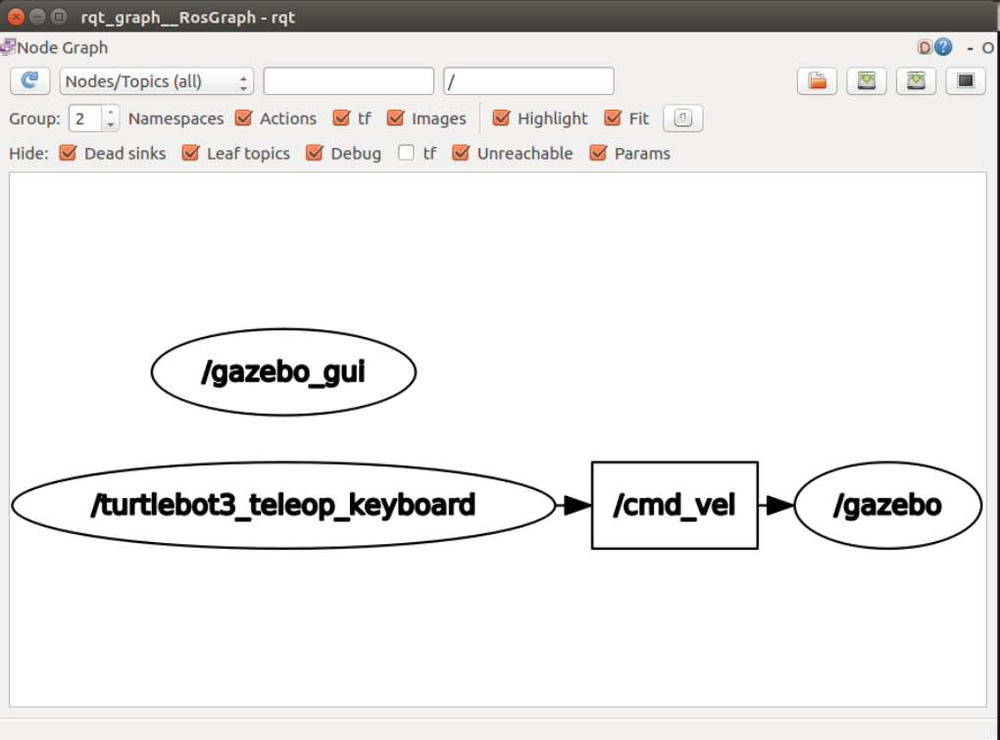 rqt_graph__RosGraph - rqt
Node Graph D ? - O
Nodes/Topics (all) /
Group: 2 Namespaces Actions tf Images Highlight Fit
Hide: Dead sinks Leaf topics Debug tf Unreachable Params
/gazebo_gui
/turtlebot3_teleop_keyboard /cmd_vel /gazebo